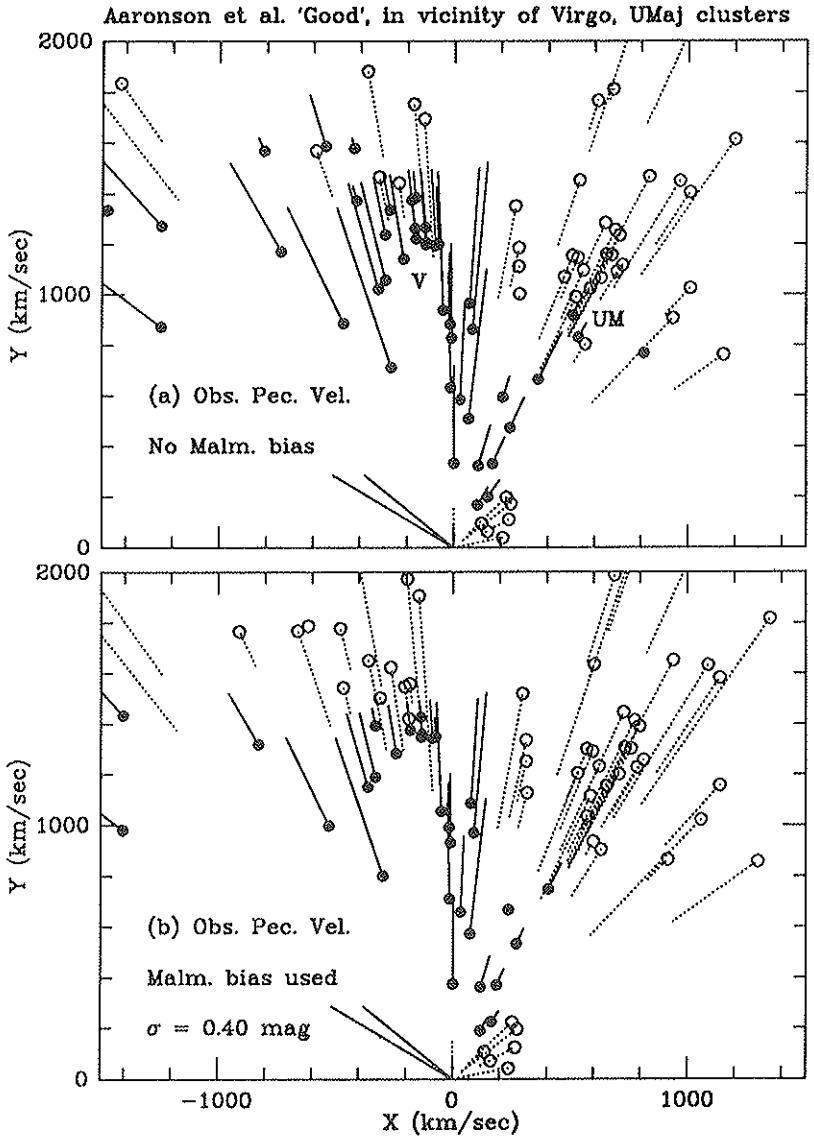 Aaronson et al. 'Good', in vicinity of Virgo, UMaj clusters
2000
1000
0
Y (km/sec)
V
UM
(a) Obs. Pec. Vel.
No Malm. bias
2000
1000
0
Y (km/sec)
(b) Obs. Pec. Vel.
Malm. bias used
σ = 0.40 mag
-1000
0
1000
X (km/sec)